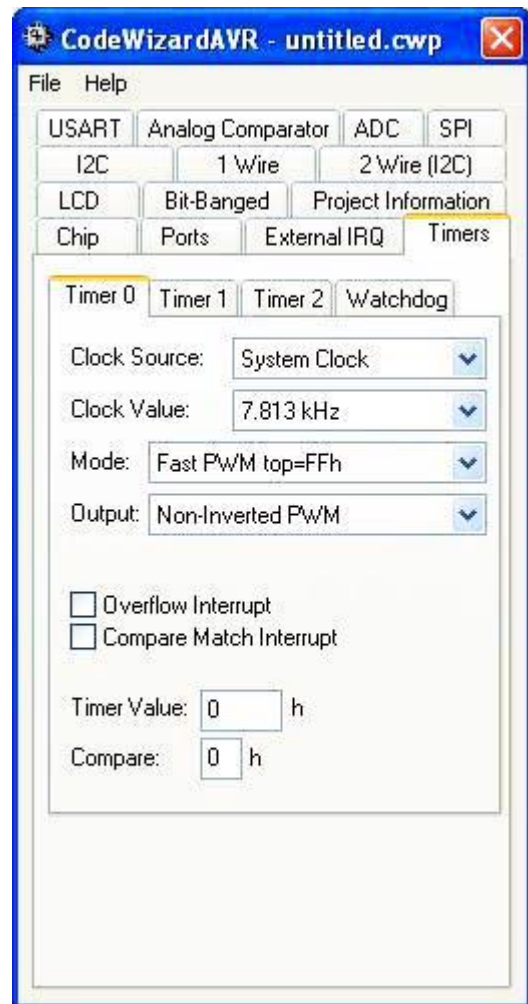 CodeWizardAVR - untitled.cwp
File Help
USART Analog Comparator ADC SPI
I2C 1 Wire 2 Wire (I2C)
LCD Bit-Banged Project Information
Chip Ports External IRQ Timers
Timer 0 Timer 1 Timer 2 Watchdog
Clock Source: System Clock
Clock Value: 7.813 kHz
Mode: Fast PWM top=FFh
Output: Non-Inverted PWM
Overflow Interrupt
Compare Match Interrupt
Timer Value: 0 h
Compare: 0 h